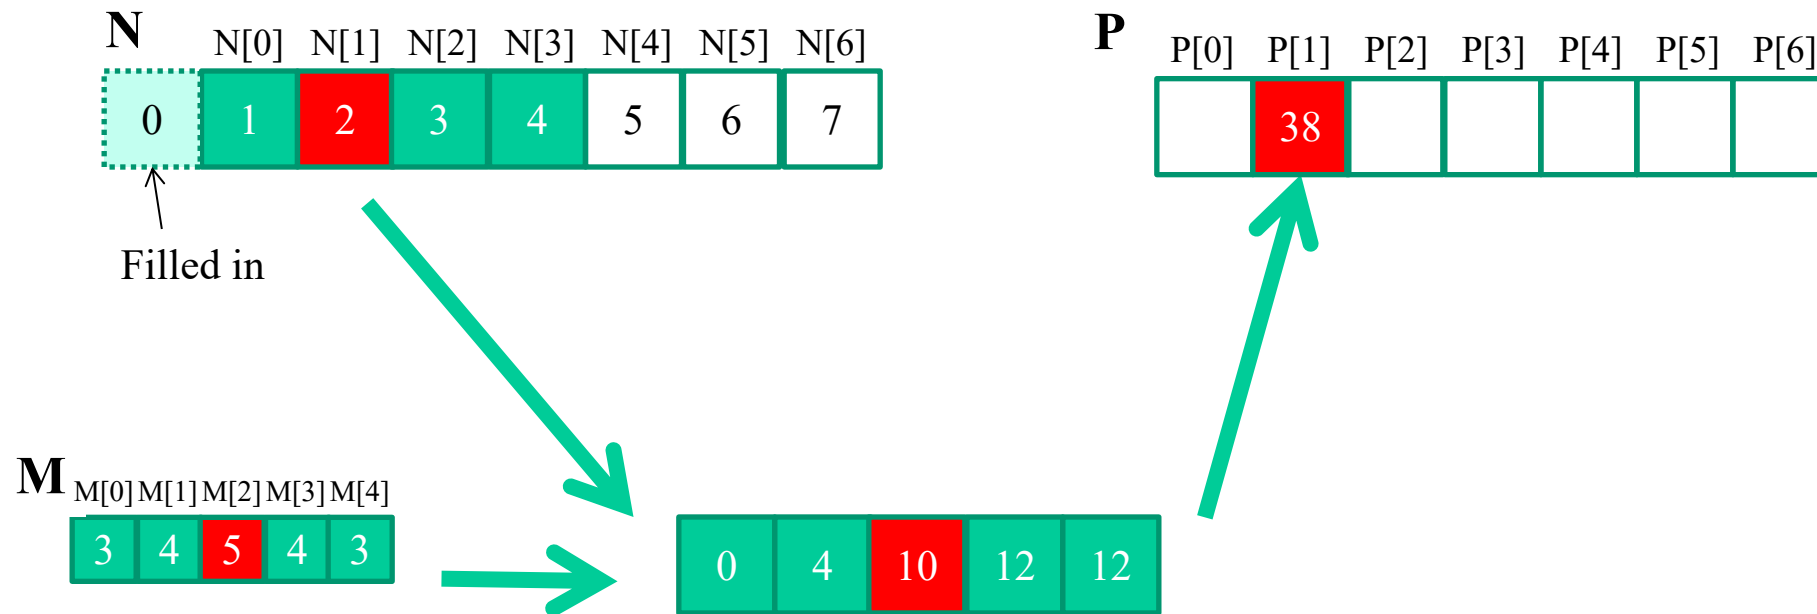 N
N[0] N[1] N[2] N[3] N[4] N[5] N[6]
0 1 2 3 4 5 6 7
Filled in
P
P[0] P[1] P[2] P[3] P[4] P[5] P[6]
38
M
M[0] M[1] M[2] M[3] M[4]
3 4 5 4 3
0 4 10 12 12